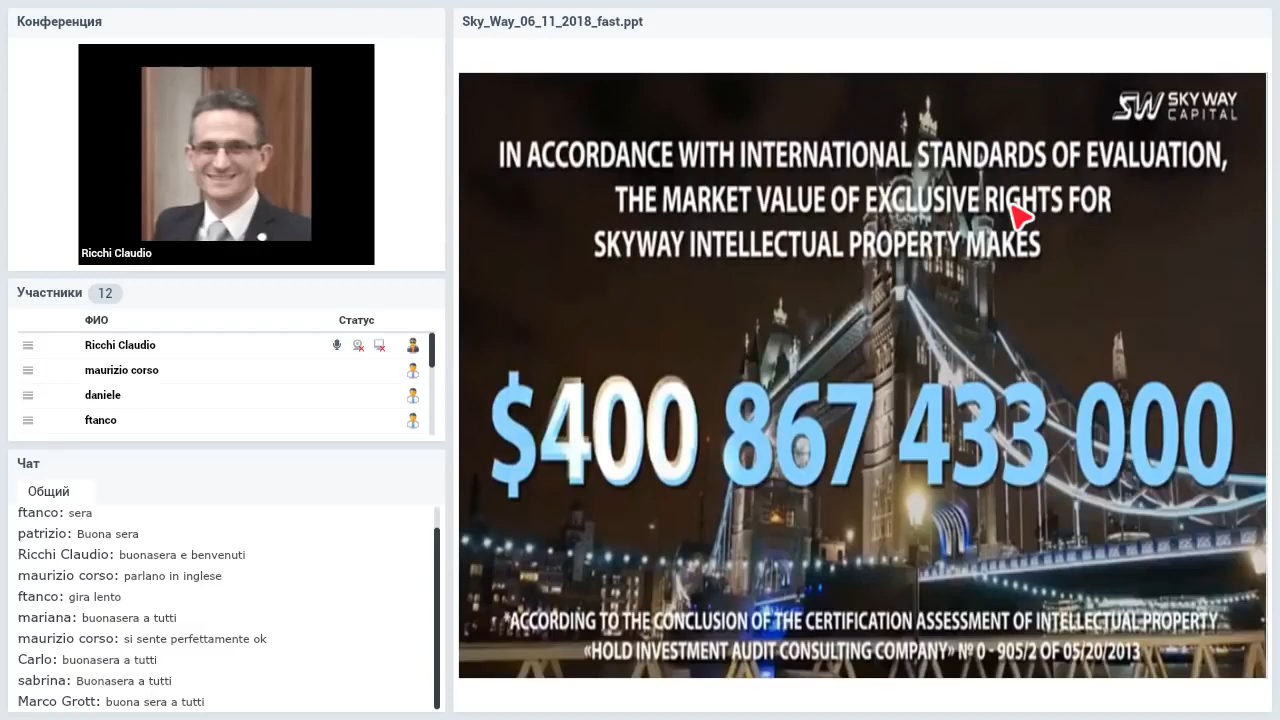 Конференция
Ricchi Claudio
Участники 12
ФИО Статус
Ricchi Claudio
maurizio corso
daniele
ftanco
Чат
Общий
ftanco: sera
patrizio: Buona sera
Ricchi Claudio: buonasera e benvenuti
maurizio corso: parlano in inglese
ftanco: gira lento
mariana: buonasera a tutti
maurizio corso: si sente perfettamente ok
Carlo: buonasera a tutti
sabrina: Buonasera a tutti
Marco Grott: buona sera a tutti
Sky_Way_06_11_2018_fast.ppt
SW SKY WAY
CAPITAL
IN ACCORDANCE WITH INTERNATIONAL STANDARDS OF EVALUATION,
THE MARKET VALUE OF EXCLUSIVE RIGHTS FOR
SKYWAY INTELLECTUAL PROPERTY MAKES
$400 867 433 000
*ACCORDING TO THE CONCLUSION OF THE CERTIFICATION ASSESSMENT OF INTELLECTUAL PROPERTY
«HOLD INVESTMENT AUDIT CONSULTING COMPANY» № 0 - 905/2 OF 05/20/2013